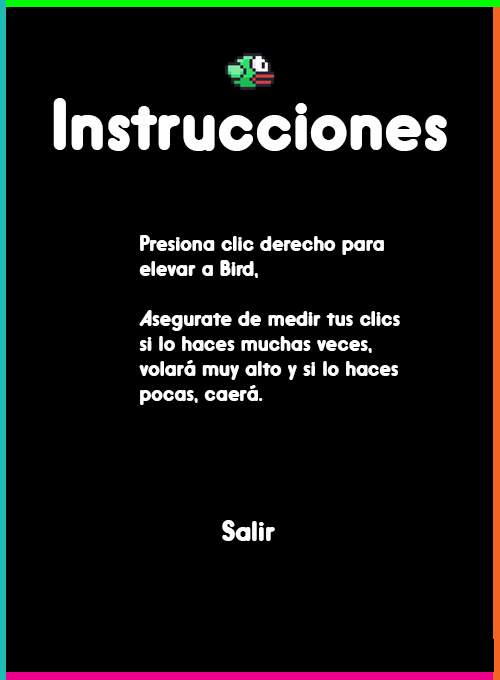 Instrucciones
Presiona clic derecho para
elevar a Bird,
Asegurate de medir tus clics
si lo haces muchas veces,
volará muy alto y si lo haces
pocas, caerá.
Salir